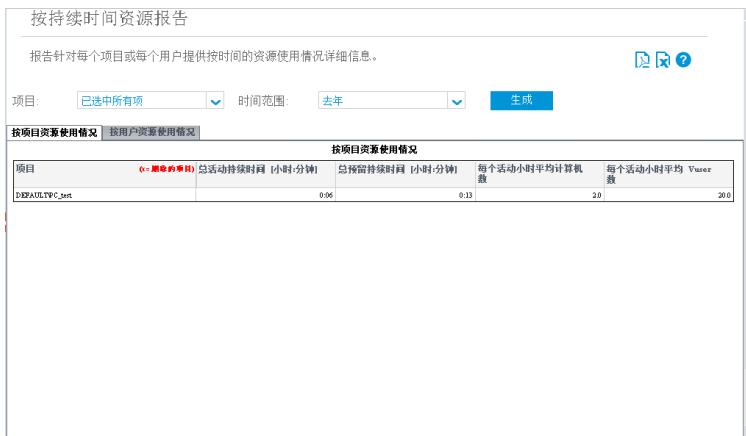 按持续时间资源报告
报告针对每个项目或每个用户提供按时间的资源使用情况详细信息。
项目: 已选中所有项 时间范围: 去年 生成
按项目资源使用情况 按用户资源使用情况
按项目资源使用情况
项目 (x= 删除的项目) 总活动持续时间 [小时:分钟] 总预留持续时间 [小时:分钟] 每个活动小时平均计算机数 每个活动小时平均 Vuser 数
DEFAULT\PC_test 0:06 0:13 2.0 20.0